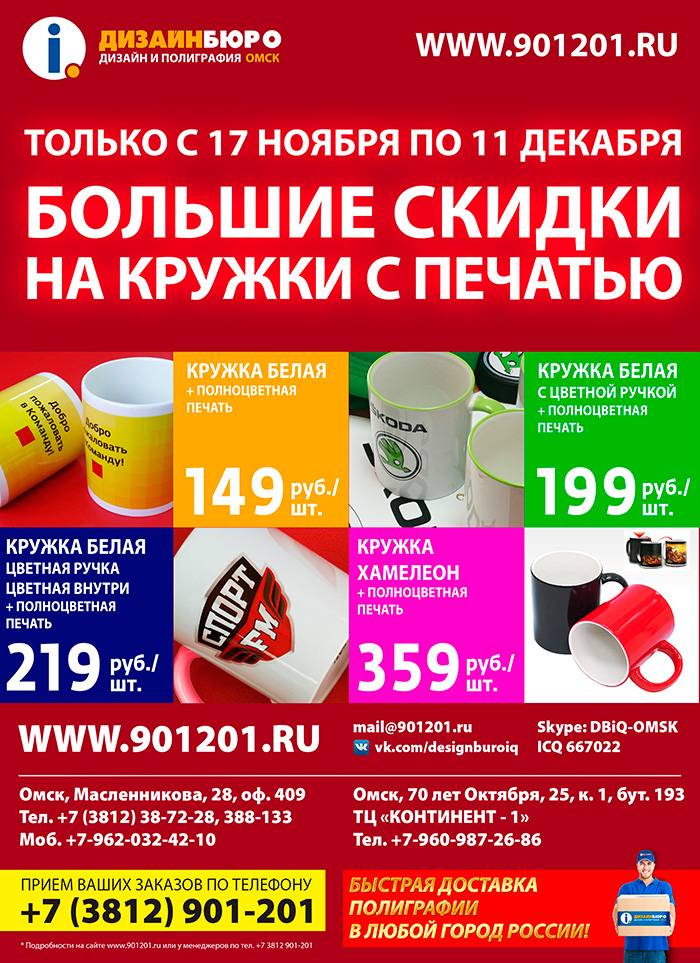 ДИЗАЙНБЮРО
ДИЗАЙН И ПОЛИГРАФИЯ ОМСК
WWW.901201.RU
ТОЛЬКО С 17 НОЯБРЯ ПО 11 ДЕКАБРЯ
БОЛЬШИЕ СКИДКИ
НА КРУЖКИ С ПЕЧАТЬЮ
Добро
пожаловать
в Команду!
Добро
пожаловать
в Команду!
КРУЖКА БЕЛАЯ
+ ПОЛНОЦВЕТНАЯ
ПЕЧАТЬ
149 руб./
шт.
SKODA
КРУЖКА БЕЛАЯ
С ЦВЕТНОЙ РУЧКОЙ
+ ПОЛНОЦВЕТНАЯ
ПЕЧАТЬ
199 руб./
шт.
КРУЖКА БЕЛАЯ
ЦВЕТНАЯ РУЧКА
ЦВЕТНАЯ ВНУТРИ
+ ПОЛНОЦВЕТНАЯ
ПЕЧАТЬ
219 руб./
шт.
СПОРТ
FM
КРУЖКА
ХАМЕЛЕОН
+ ПОЛНОЦВЕТНАЯ
ПЕЧАТЬ
359 руб./
шт.
WWW.901201.RU
mail@901201.ru
vk.com/designburoiq
Skype: DBiQ-OMSK
ICQ 667022
Омск, Масленникова, 28, оф. 409
Тел. +7 (3812) 38-72-28, 388-133
Моб. +7-962-032-42-10
Омск, 70 лет Октября, 25, к. 1, бут. 193
ТЦ «КОНТИНЕНТ - 1»
Тел. +7-960-987-26-86
ПРИЕМ ВАШИХ ЗАКАЗОВ ПО ТЕЛЕФОНУ
+7 (3812) 901-201
* Подробности на сайте www.901201.ru или у менеджеров по тел. +7 3812 901-201
БЫСТРАЯ ДОСТАВКА
ПОЛИГРАФИИ
В ЛЮБОЙ ГОРОД РОССИИ!
ДИЗАЙНБЮРО